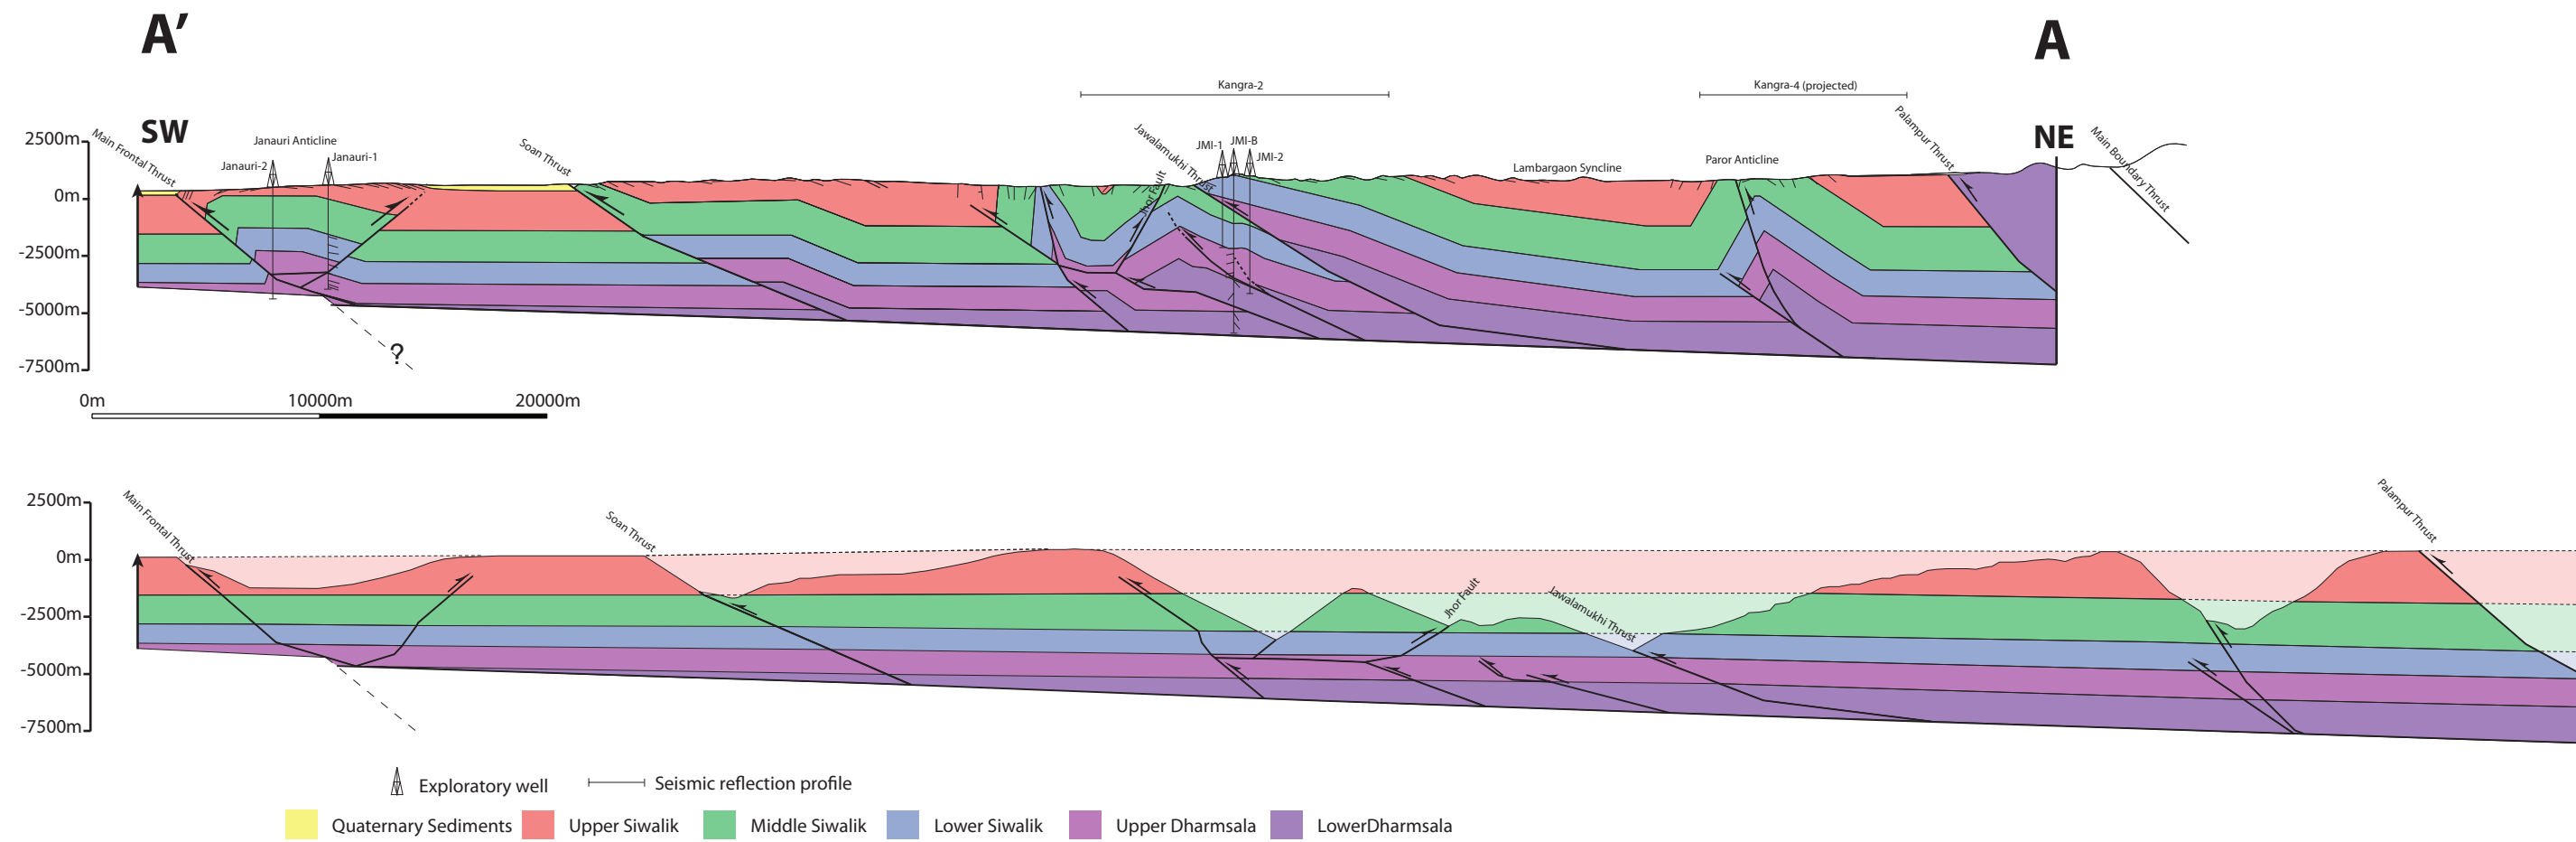 A′
A
Kangra-2
Kangra-4 (projected)
SW
NE
Main Frontal Thrust
Janauri Anticline
Janauri-2
Janauri-1
Soan Thrust
Jawalamukhi Thrust
Jhor Fault
JMI-1
JMI-B
JMI-2
Lambargaon Syncline
Paror Anticline
Palampur Thrust
Main Boundary Thrust
2500m
0m
-2500m
-5000m
-7500m
?
0m
10000m
20000m
Main Frontal Thrust
Soan Thrust
Jhor Fault
Jawalamukhi Thrust
Palampur Thrust
2500m
0m
-2500m
-5000m
-7500m
Exploratory well
Seismic reflection profile
Quaternary Sediments
Upper Siwalik
Middle Siwalik
Lower Siwalik
Upper Dharmsala
LowerDharmsala